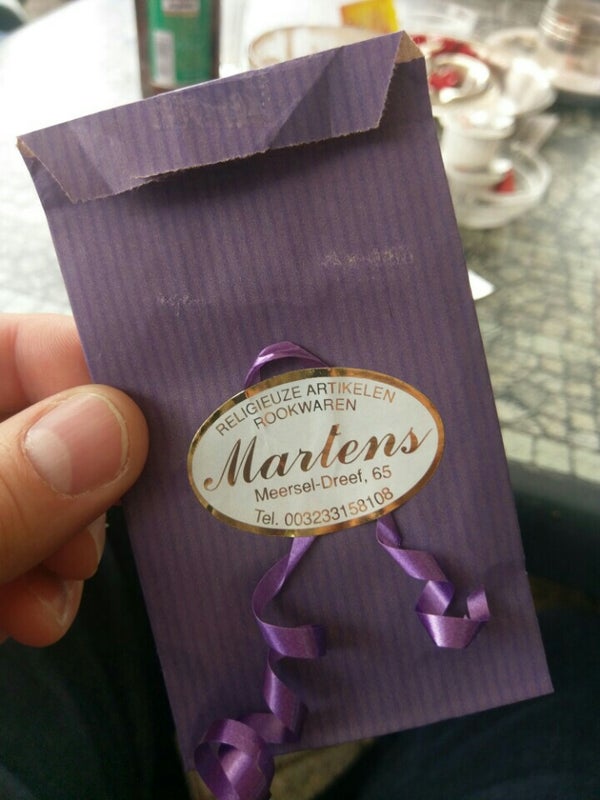 RELIGIEUZE ARTIKELEN
ROOKWAREN
Martens
Meersel-Dreef, 65
Tel. 003233158108